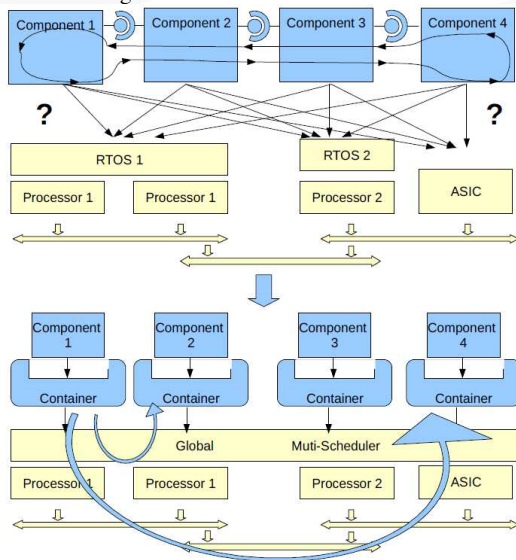 Component 1
Component 2
Component 3
Component 4
?
?
RTOS 1
RTOS 2
Processor 1
Processor 1
Processor 2
ASIC
Component
1
Component
2
Component
3
Component
4
Container
Container
Container
Container
Global
Muti-Scheduler
Processor 1
Processor 1
Processor 2
ASIC